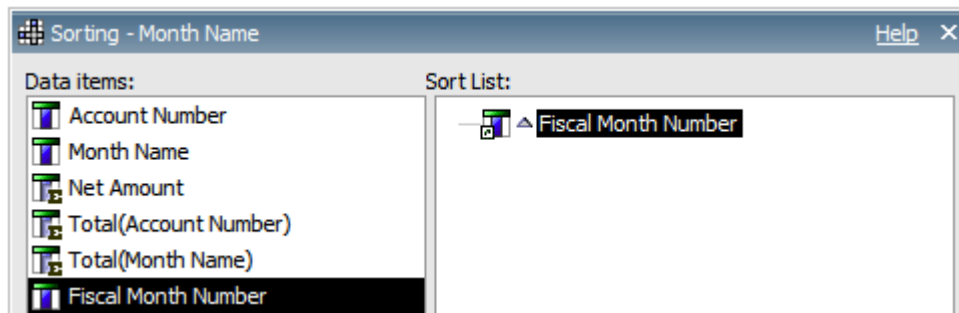 Sorting - Month Name Help
Data items: Sort List:
Account Number
Month Name
Net Amount
Total(Account Number)
Total(Month Name)
Fiscal Month Number
Fiscal Month Number